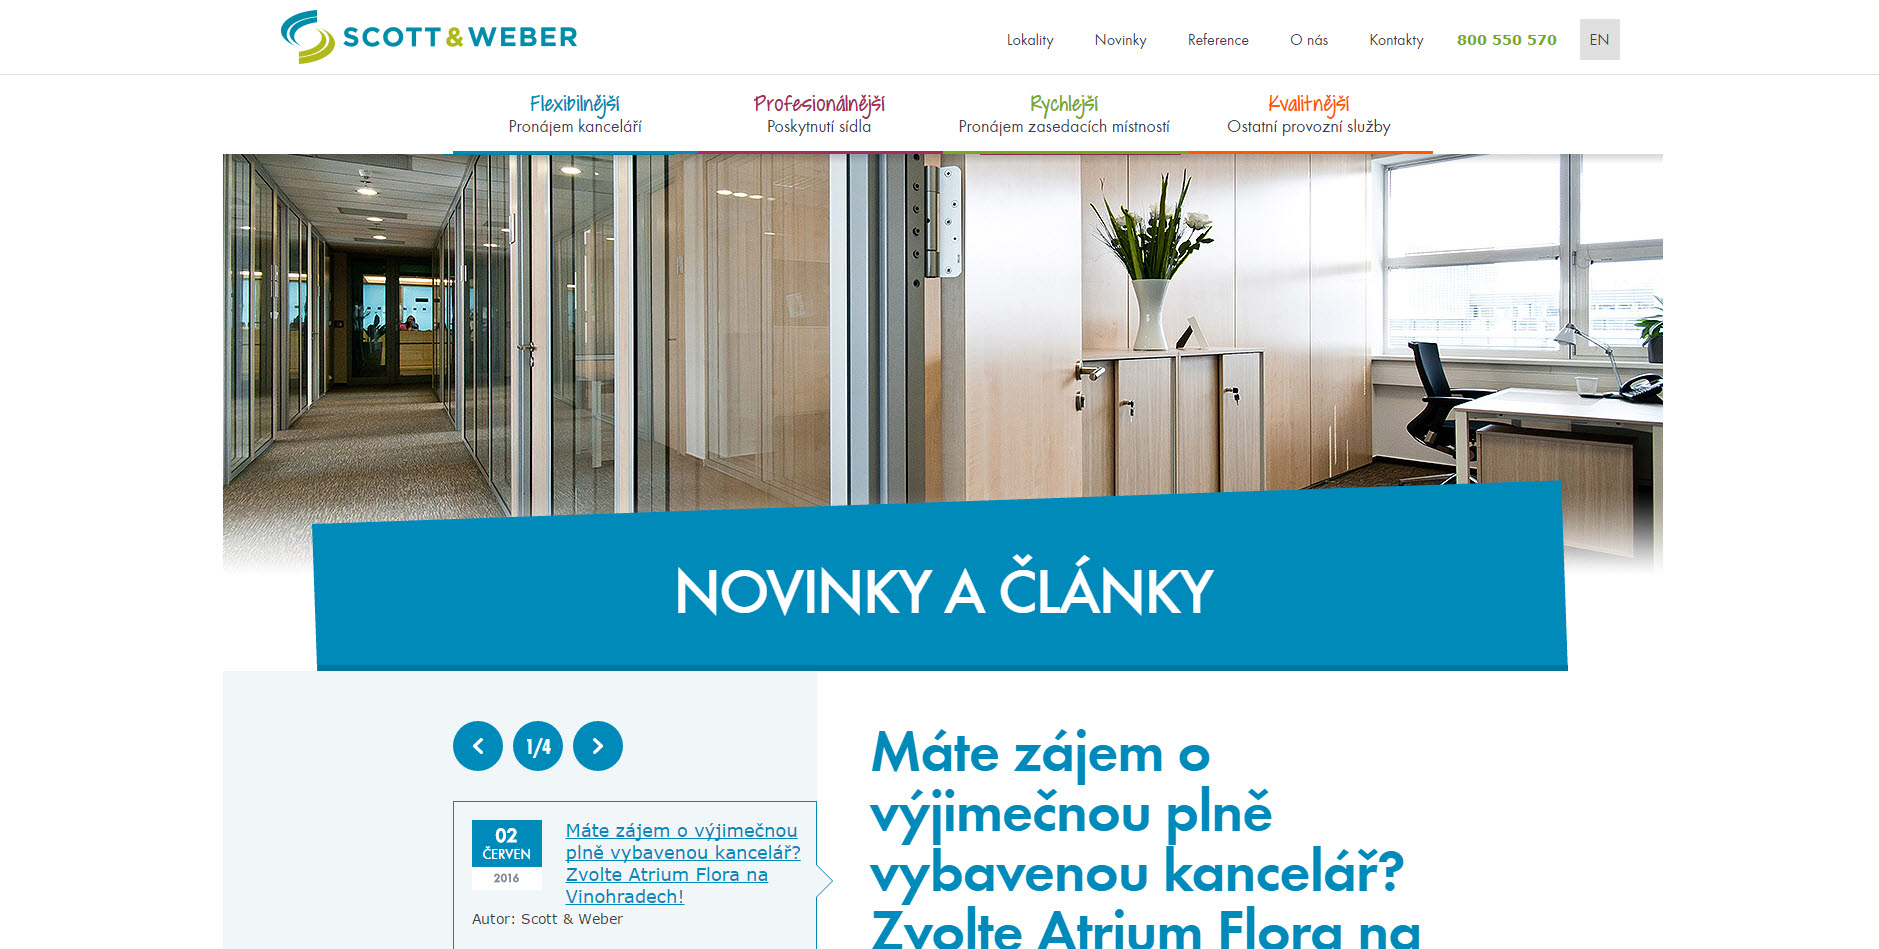 SCOTT & WEBER
Lokality Novinky Reference O nás Kontakty 800 550 570 EN
Flexibilnější Profesionálnější Rychlejší Kvalitnější
Pronájem kanceláří Poskytnutí sídla Pronájem zasedacích místností Ostatní provozní služby
NOVINKY A ČLÁNKY
1/4
02
ČERVEN
2016
Máte zájem o výjimečnou
plně vybavenou kancelář?
Zvolte Atrium Flora na
Vinohradech!
Autor: Scott & Weber
Máte zájem o
výjimečnou plně
vybavenou kancelář?
Zvolte Atrium Flora na